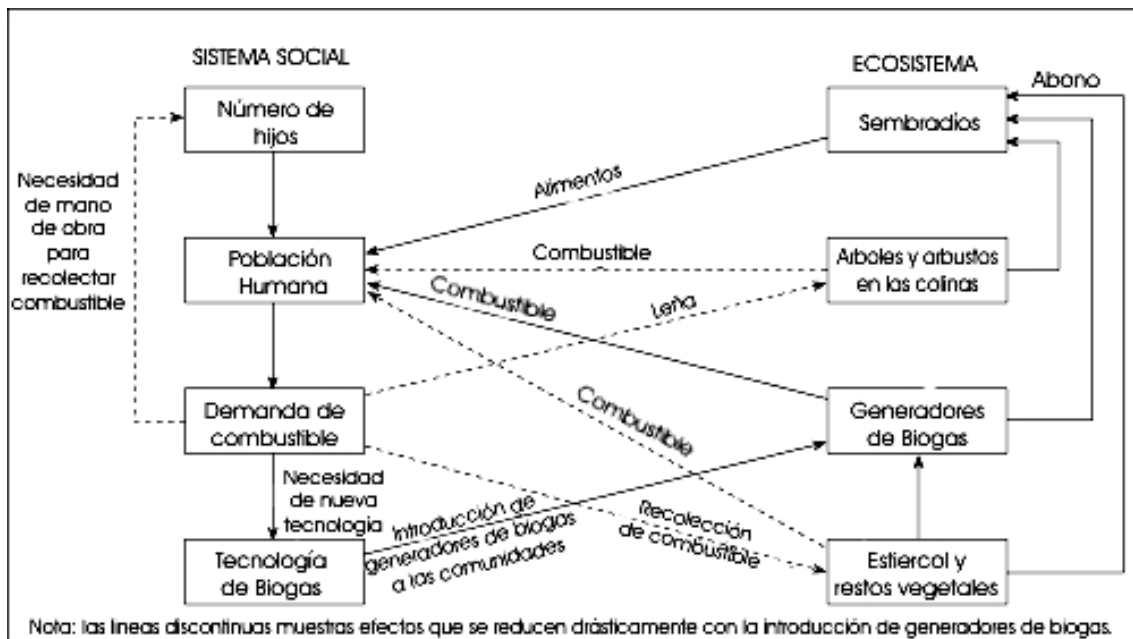 SISTEMA SOCIAL
Número de
hijos
Necesidad
de mano
de obra
para
recolectar
combustible
Población
Humana
Demanda de
combustible
Necesidad
de nueva
tecnología
Tecnología
de Biogas
Alimentos
Combustible
Combustible
Leña
Combustible
Introducción de
generadores de biogas
a las comunidades
Recolección
de combustible
ECOSISTEMA
Abono
Sembradíos
Arboles y arbustos
en las colinas
Generadores
de Biogas
Estiercol y
restos vegetales
Nota: las lineas discontinuas muestras efectos que se reducen drásticamente con la introducción de generadores de biogas.